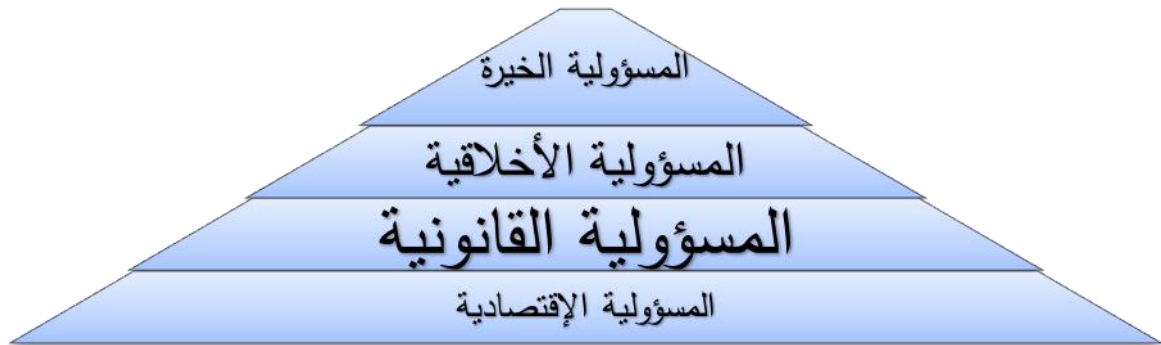 المسؤولية الخيرة
المسؤولية الأخلاقية
المسؤولية القانونية
المسؤولية الإقتصادية